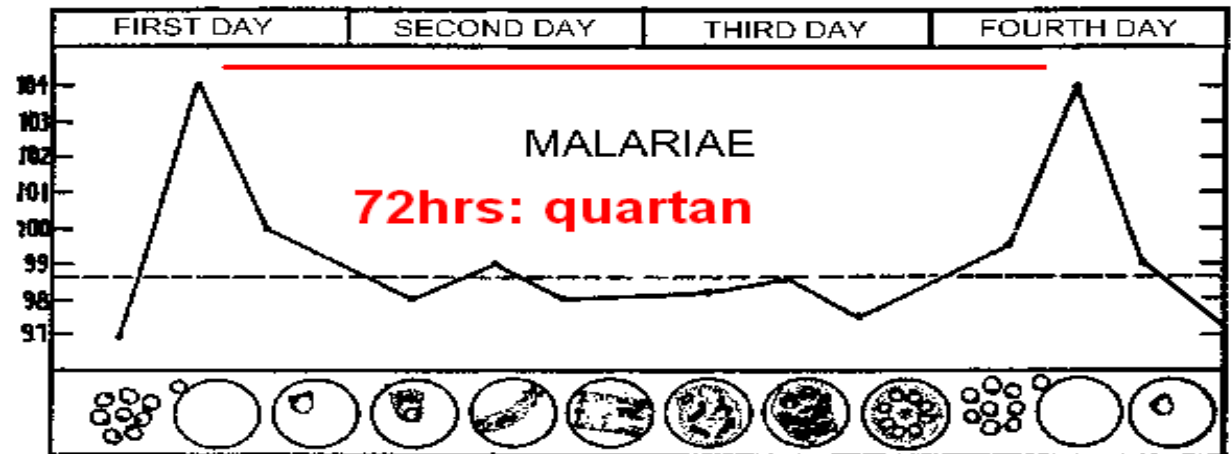 FIRST DAY SECOND DAY THIRD DAY FOURTH DAY
104
103
102
101
100
99
98
97
MALARIAE
72hrs: quartan